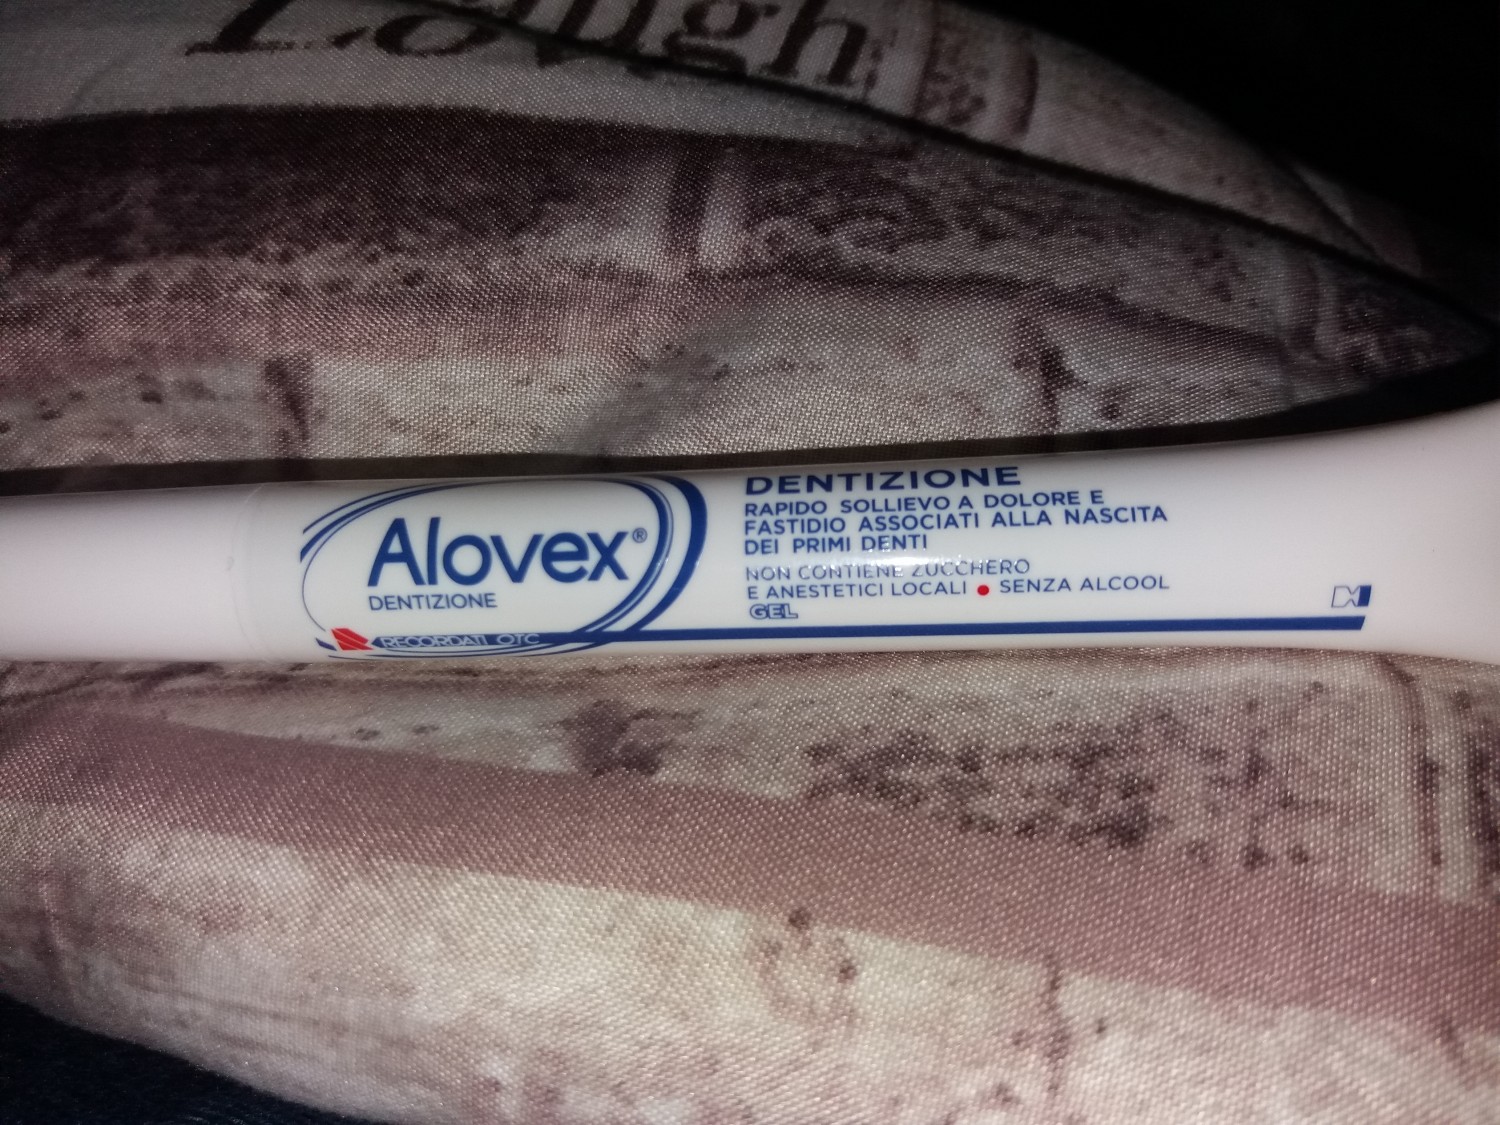 Laugh
Alovex®
DENTIZIONE
RECORDATI OTC
DENTIZIONE
RAPIDO SOLLIEVO A DOLORE E
FASTIDIO ASSOCIATI ALLA NASCITA
DEI PRIMI DENTI
NON CONTIENE ZUCCHERO
E ANESTETICI LOCALI • SENZA ALCOOL
GEL